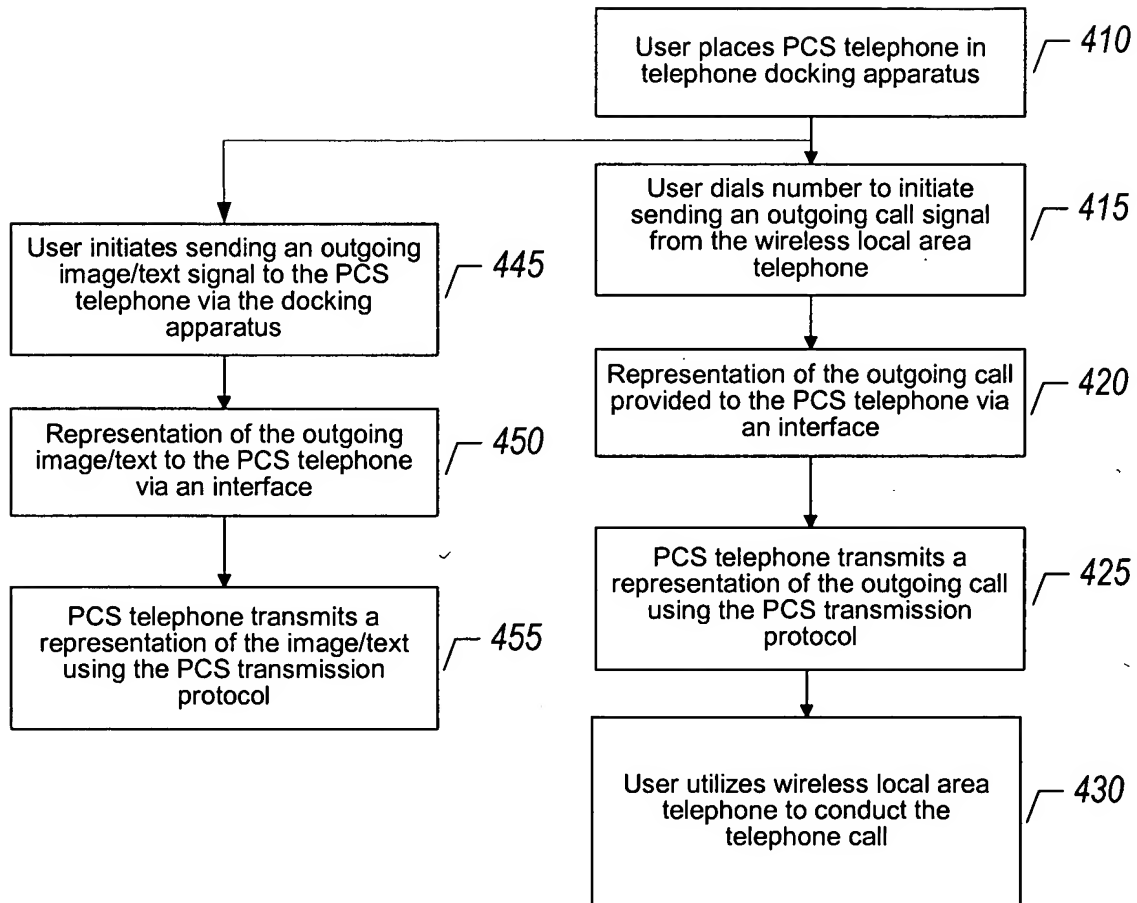 User places PCS telephone in
telephone docking apparatus
410
User dials number to initiate
sending an outgoing call signal
from the wireless local area
telephone
415
User initiates sending an outgoing
image/text signal to the PCS
telephone via the docking
apparatus
445
Representation of the outgoing call
provided to the PCS telephone via
an interface
420
Representation of the outgoing
image/text to the PCS telephone
via an interface
450
PCS telephone transmits a
representation of the outgoing call
using the PCS transmission
protocol
425
PCS telephone transmits a
representation of the image/text
using the PCS transmission
protocol
455
User utilizes wireless local area
telephone to conduct the
telephone call
430